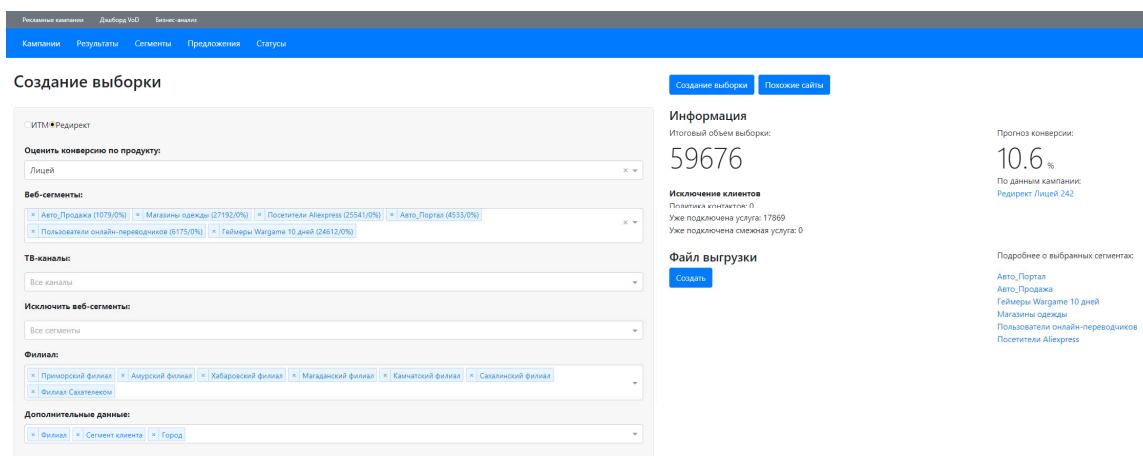 Рекламные кампании Дэшборд VoD Бизнес-анализ
Кампании Результаты Сегменты Предложения Статусы
Создание выборки
ИТМ Редирект
Оценить конверсию по продукту:
Лицей
Веб-сегменты:
× Авто_Продажа (1079/0%) × Магазины одежды (27192/0%) × Посетители Aliexpress (25541/0%) × Авто_Портал (4533/0%)
× Пользователи онлайн-переводчиков (6175/0%) × Геймеры Wargame 10 дней (24612/0%)
ТВ-каналы:
Все каналы
Исключить веб-сегменты:
Все сегменты
Филиал:
× Приморский филиал × Амурский филиал × Хабаровский филиал × Магаданский филиал × Камчатский филиал × Сахалинский филиал
× Филиал Сахателеком
Дополнительные данные:
× Филиал × Сегмент клиента × Город
Создание выборки Похожие сайты
Информация
Итоговый объем выборки:
59676
Исключение клиентов
Политика контактов: 0
Уже подключена услуга: 17869
Уже подключена смежная услуга: 0
Файл выгрузки
Создать
Прогноз конверсии:
10.6 %
По данным кампании:
Редирект Лицей 242
Подробнее о выбранных сегментах:
Авто_Портал
Авто_Продажа
Геймеры Wargame 10 дней
Магазины одежды
Пользователи онлайн-переводчиков
Посетители Aliexpress